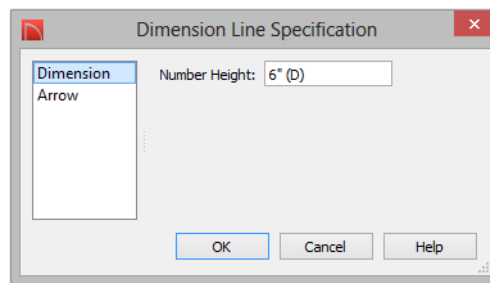 Dimension Line Specification
Dimension
Arrow
Number Height: 6" (D)
OK Cancel Help